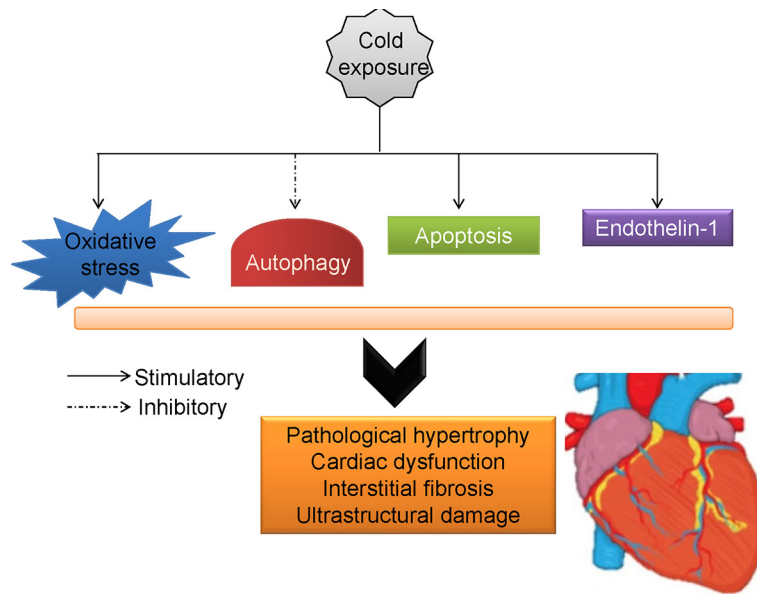 Cold
exposure
Oxidative
stress
Autophagy
Apoptosis
Endothelin-1
Stimulatory
Inhibitory
Pathological hypertrophy
Cardiac dysfunction
Interstitial fibrosis
Ultrastructural damage